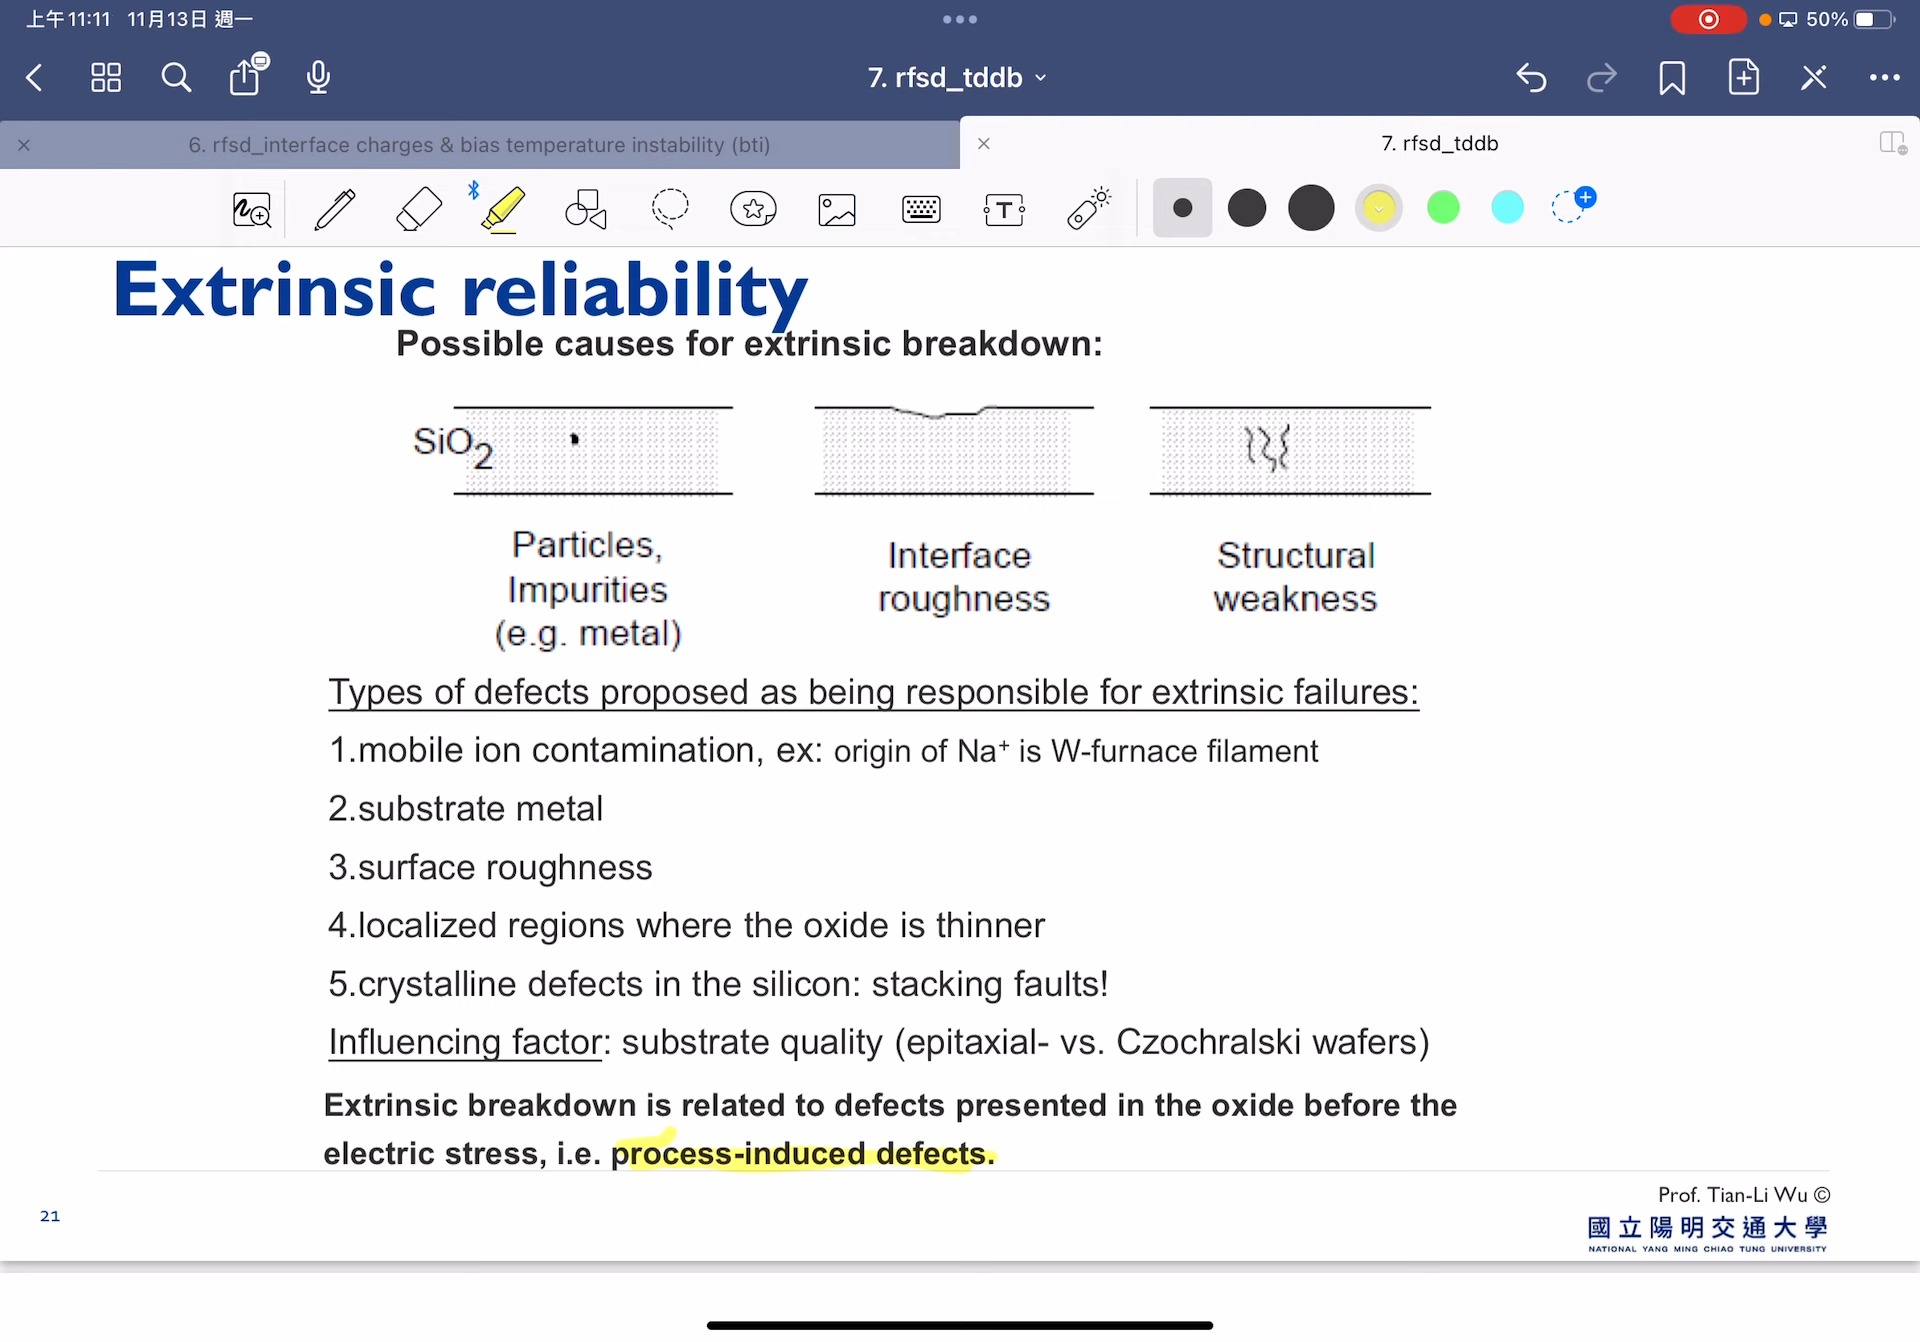 上午11:11 11月13日 週一
50%
7. rfsd_tddb
6. rfsd_interface charges & bias temperature instability (bti)
7. rfsd_tddb
T
Extrinsic reliability
Possible causes for extrinsic breakdown:
SiO2
Particles,
Impurities
(e.g. metal)
Interface
roughness
Structural
weakness
Types of defects proposed as being responsible for extrinsic failures:
1.mobile ion contamination, ex: origin of Na⁺ is W-furnace filament
2.substrate metal
3.surface roughness
4.localized regions where the oxide is thinner
5.crystalline defects in the silicon: stacking faults!
Influencing factor: substrate quality (epitaxial- vs. Czochralski wafers)
Extrinsic breakdown is related to defects presented in the oxide before the
electric stress, i.e. process-induced defects.
Prof. Tian-Li Wu ©
21
國立陽明交通大學
NATIONAL YANG MING CHIAO TUNG UNIVERSITY